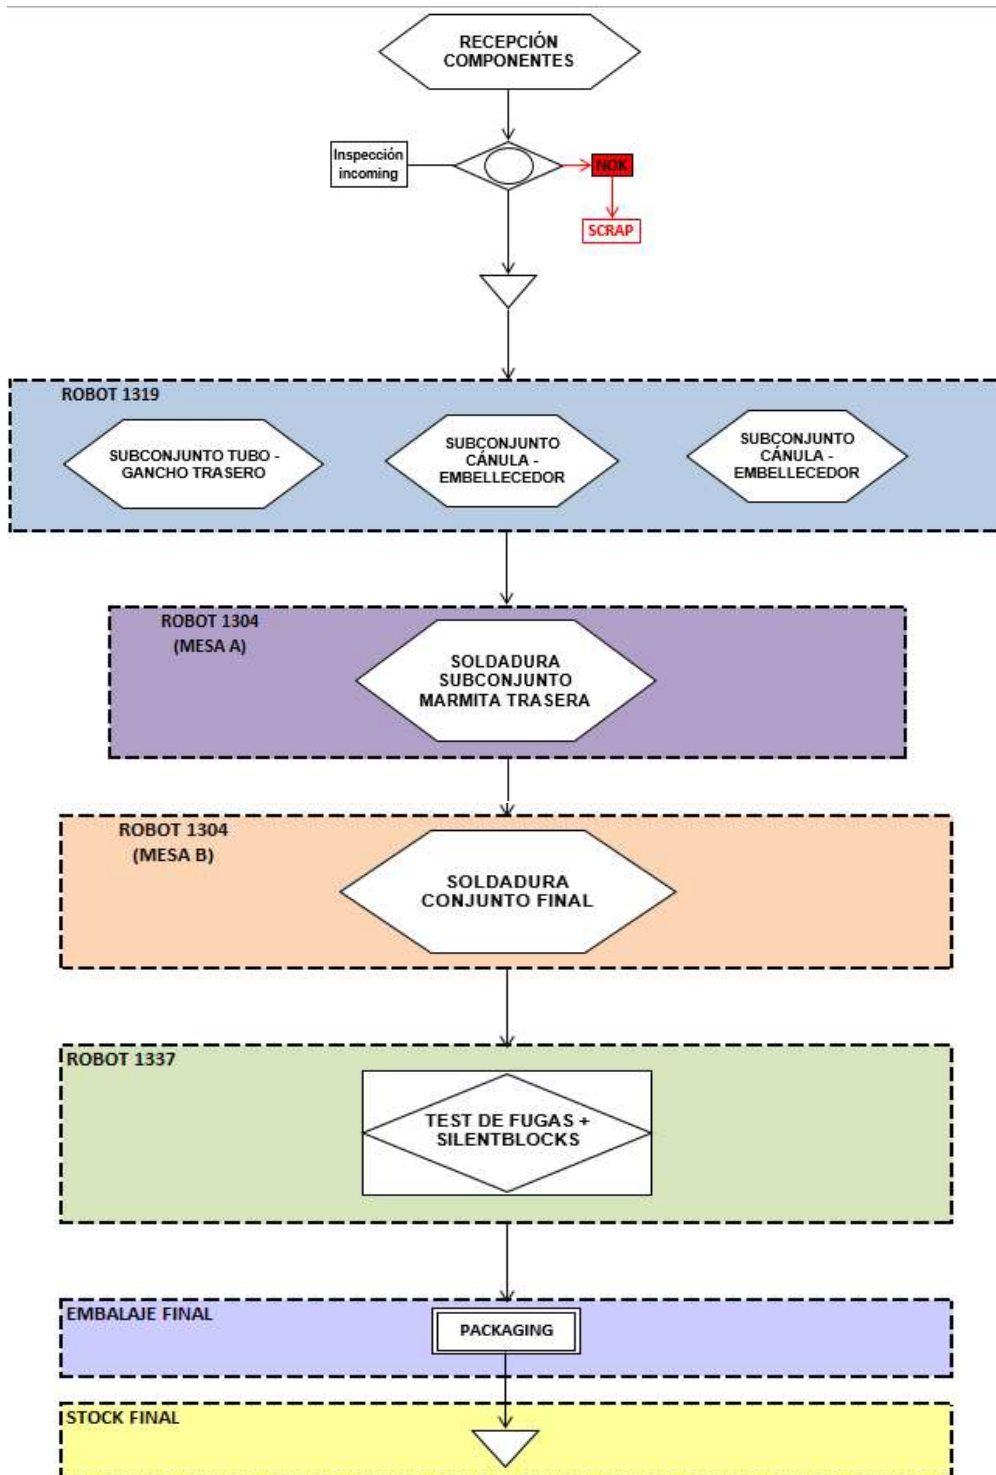 RECEPCIÓN
COMPONENTES
Inspección
incoming
NOK
SCRAP
ROBOT 1319
SUBCONJUNTO TUBO -
GANCHO TRASERO
SUBCONJUNTO
CÁNULA -
EMBELLECEDOR
SUBCONJUNTO
CÁNULA -
EMBELLECEDOR
ROBOT 1304
(MESA A)
SOLDADURA
SUBCONJUNTO
MARMITA TRASERA
ROBOT 1304
(MESA B)
SOLDADURA
CONJUNTO FINAL
ROBOT 1337
TEST DE FUGAS +
SILENTBLOCKS
EMBALAJE FINAL
PACKAGING
STOCK FINAL